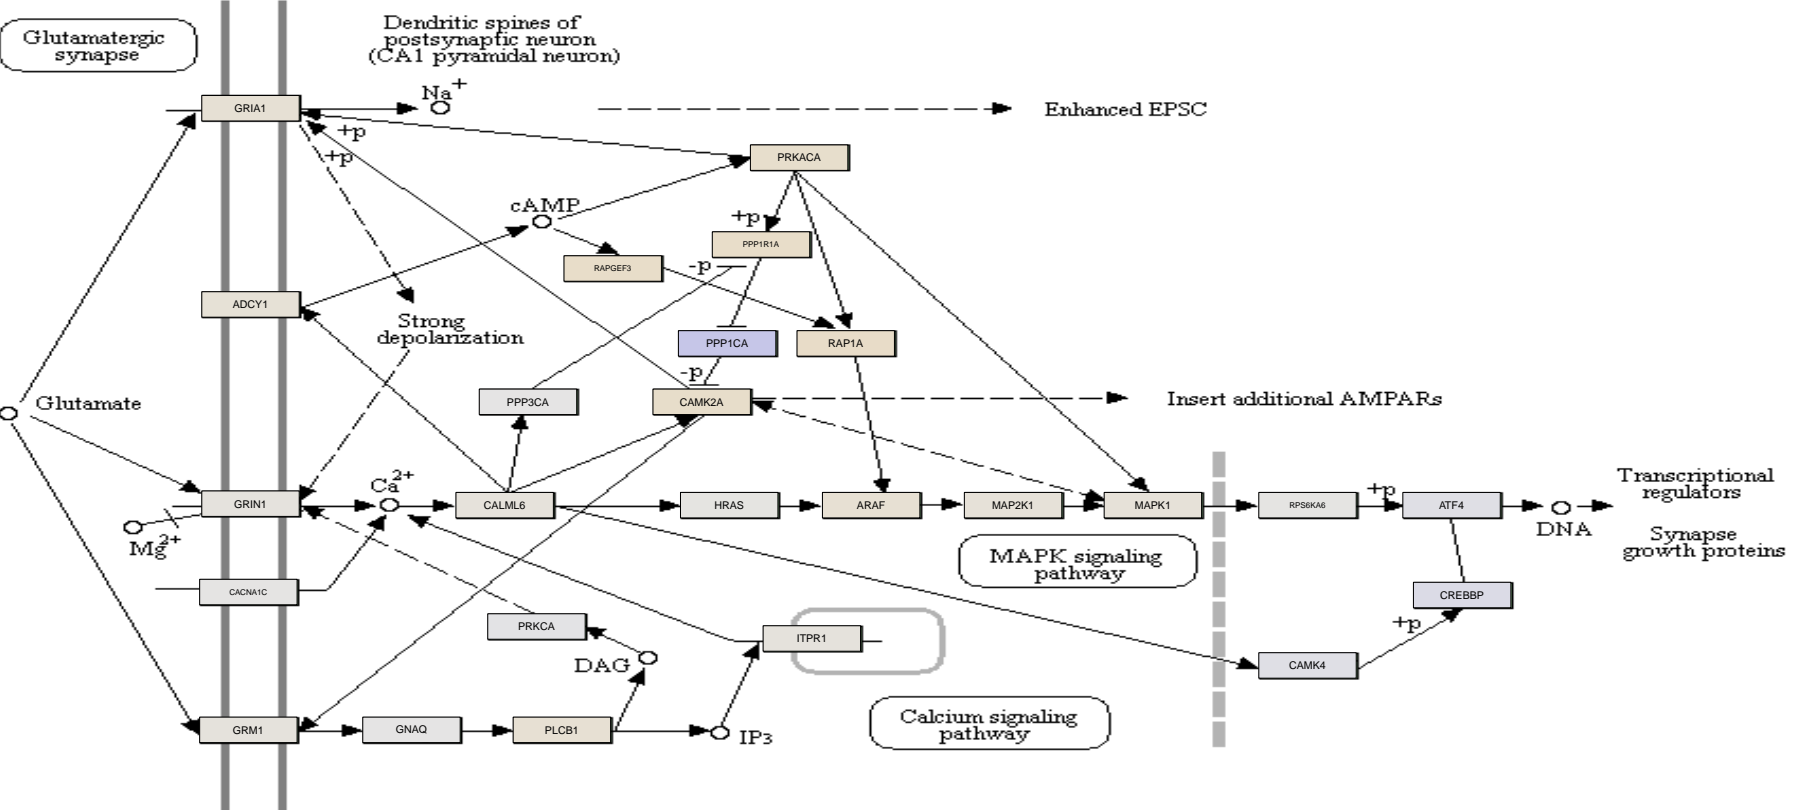 Glutamatergic
synapse
Dendritic spines of
postsynaptic neuron
(CA1 pyramidal neuron)
Na+
GRIA1
Enhanced EPSC
+p
+p
PRKACA
cAMP
+p
PPP1R1A
RAPGEF3
-p
ADCY1
Strong
depolarization
PPP1CA
RAP1A
-p
Glutamate
PPP3CA
CAMK2A
Insert additional AMPARs
Ca2+
GRIN1
CALML6
HRAS
ARAF
MAP2K1
MAPK1
RPS6KA6
+p
ATF4
DNA
Transcriptional
regulators
Synapse
growth proteins
Mg2+
MAPK signaling
pathway
CACNA1C
CREBBP
PRKCA
ITPR1
+p
DAG
CAMK4
GRM1
GNAQ
PLCB1
IP3
Calcium signaling
pathway